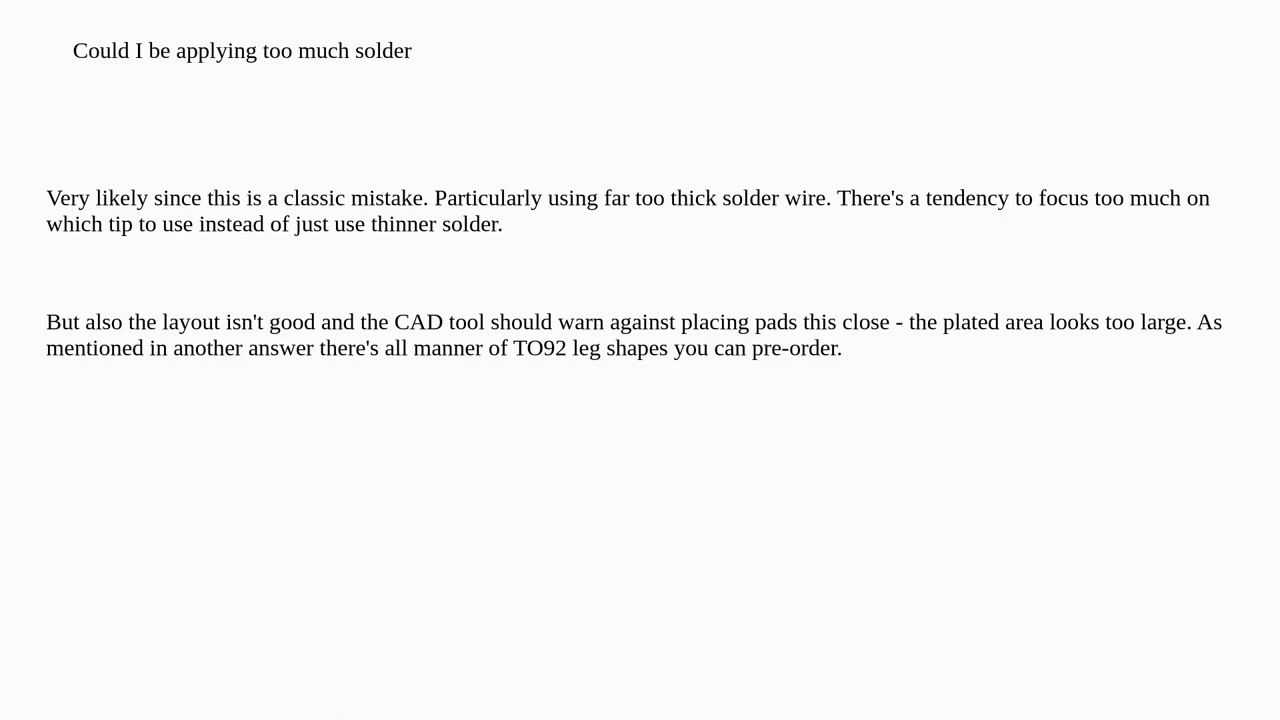 Could I be applying too much solder
Very likely since this is a classic mistake. Particularly using far too thick solder wire. There's a tendency to focus too much on
which tip to use instead of just use thinner solder.
But also the layout isn't good and the CAD tool should warn against placing pads this close - the plated area looks too large. As
mentioned in another answer there's all manner of TO92 leg shapes you can pre-order.